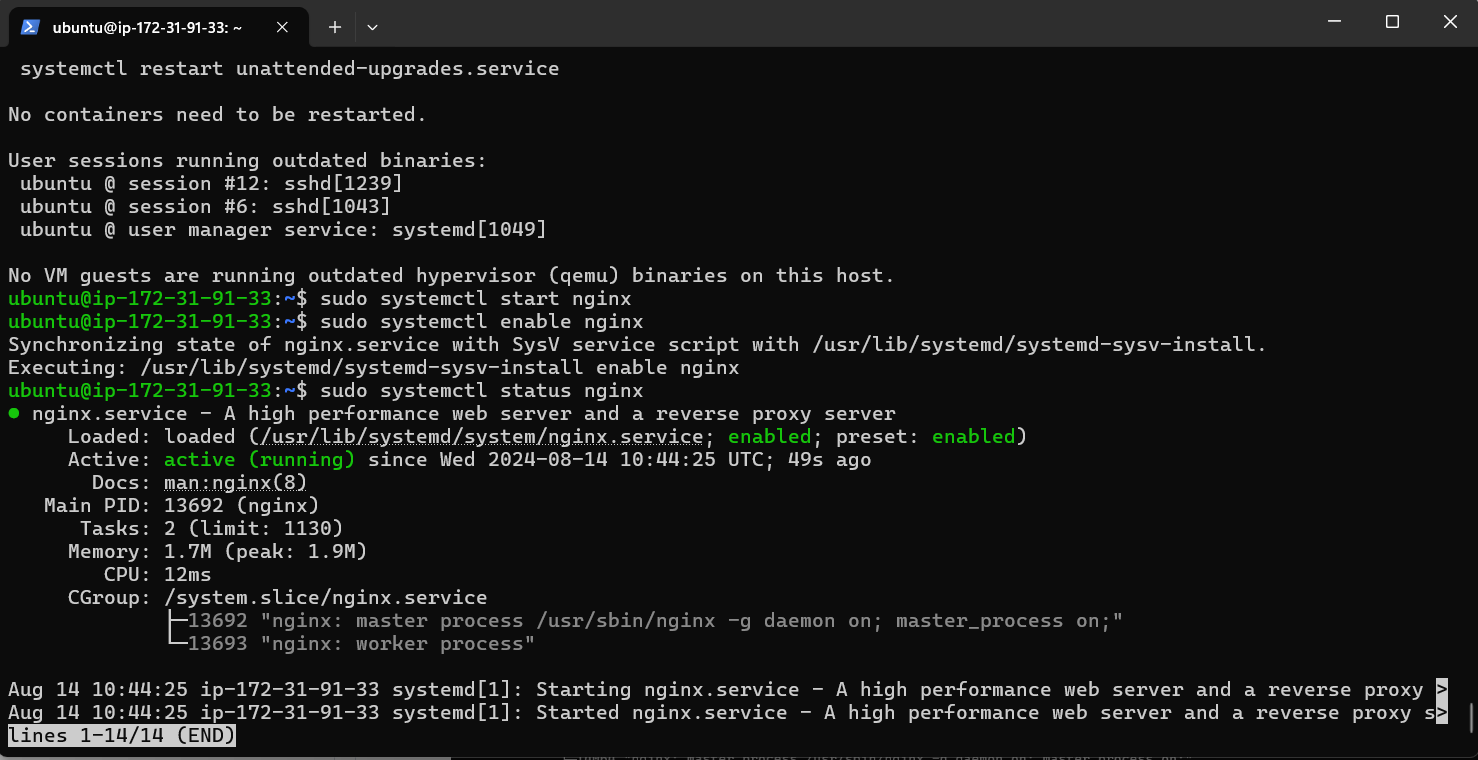 ubuntu@ip-172-31-91-33: ~
systemctl restart unattended-upgrades.service
No containers need to be restarted.
User sessions running outdated binaries:
ubuntu @ session #12: sshd[1239]
ubuntu @ session #6: sshd[1043]
ubuntu @ user manager service: systemd[1049]
No VM guests are running outdated hypervisor (qemu) binaries on this host.
ubuntu@ip-172-31-91-33:~$ sudo systemctl start nginx
ubuntu@ip-172-31-91-33:~$ sudo systemctl enable nginx
Synchronizing state of nginx.service with SysV service script with /usr/lib/systemd/systemd-sysv-install.
Executing: /usr/lib/systemd/systemd-sysv-install enable nginx
ubuntu@ip-172-31-91-33:~$ sudo systemctl status nginx
● nginx.service - A high performance web server and a reverse proxy server
Loaded: loaded (/usr/lib/systemd/system/nginx.service; enabled; preset: enabled)
Active: active (running) since Wed 2024-08-14 10:44:25 UTC; 49s ago
Docs: man:nginx(8)
Main PID: 13692 (nginx)
Tasks: 2 (limit: 1130)
Memory: 1.7M (peak: 1.9M)
CPU: 12ms
CGroup: /system.slice/nginx.service
├─13692 "nginx: master process /usr/sbin/nginx -g daemon on; master_process on;"
└─13693 "nginx: worker process"
Aug 14 10:44:25 ip-172-31-91-33 systemd[1]: Starting nginx.service - A high performance web server and a reverse proxy >
Aug 14 10:44:25 ip-172-31-91-33 systemd[1]: Started nginx.service - A high performance web server and a reverse proxy s>
lines 1-14/14 (END)